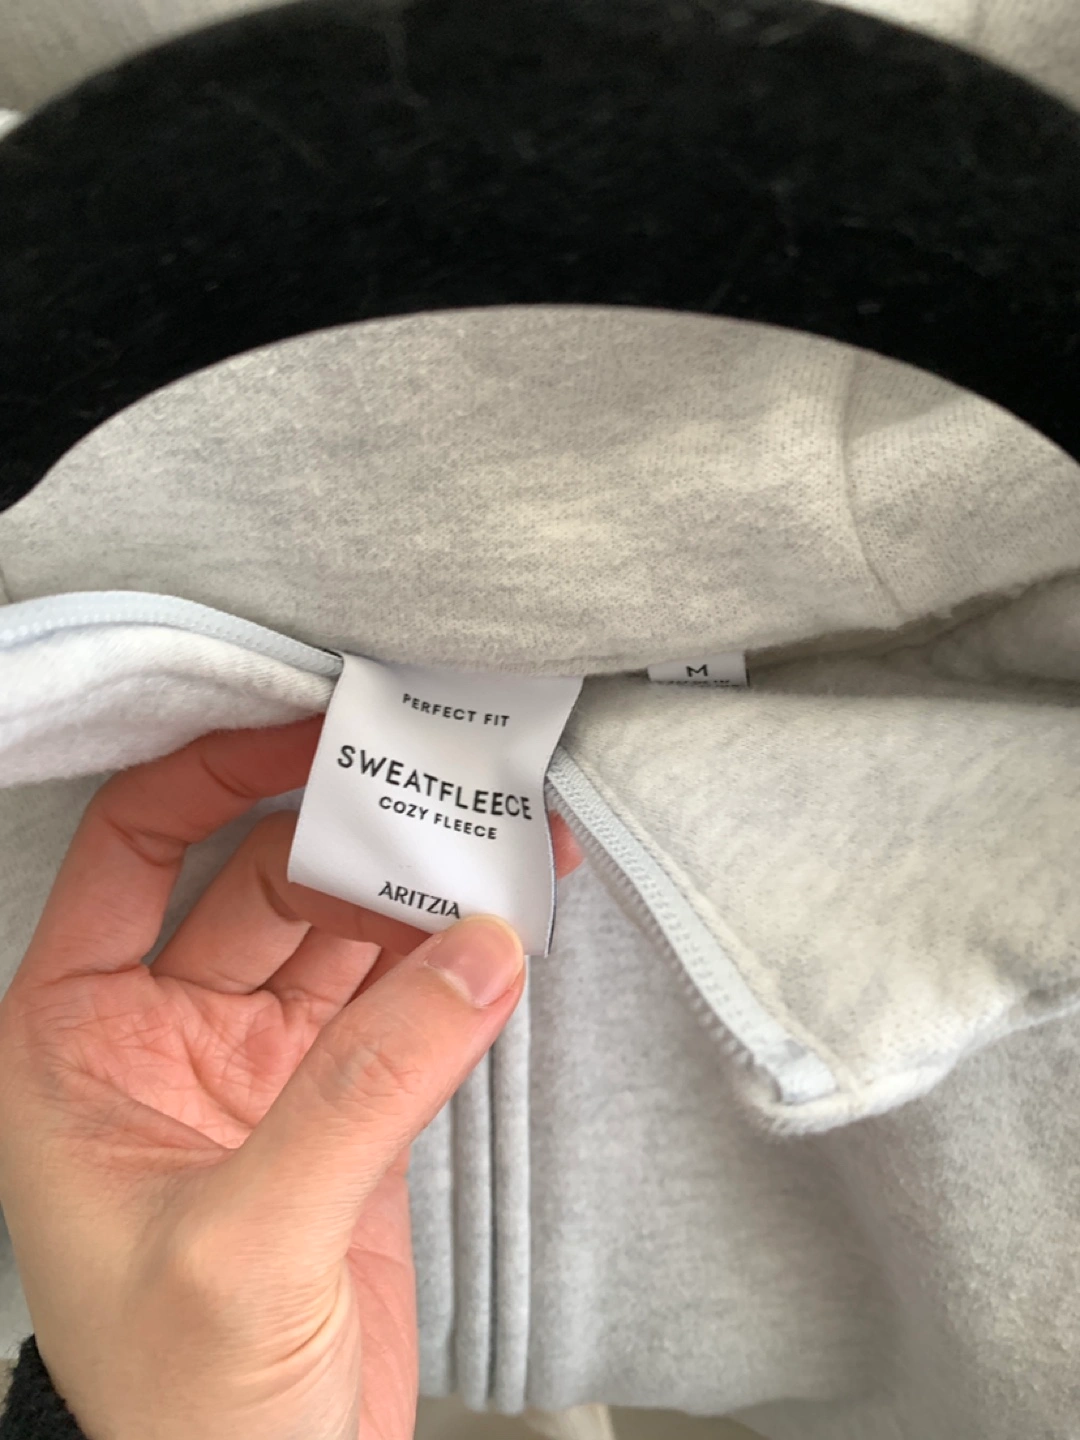 M
PERFECT FIT
SWEATFLEECE
COZY FLEECE
ARITZIA